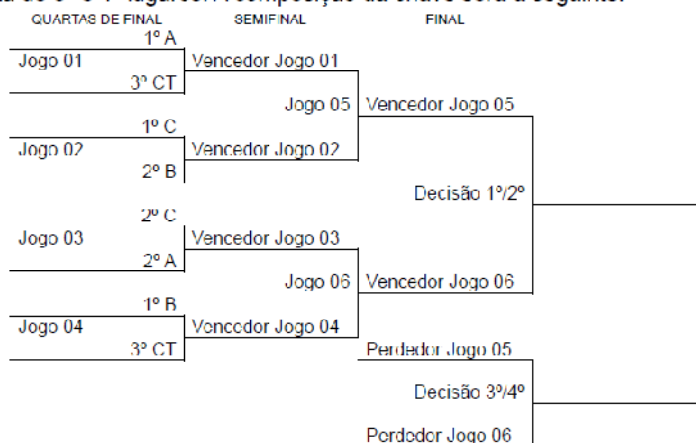 QUARTAS DE FINAL SEMIFINAL FINAL
1º A
Jogo 01 Vencedor Jogo 01
3º CT
Jogo 05 Vencedor Jogo 05
1º C
Jogo 02 Vencedor Jogo 02
2º B
Decisão 1º/2º
2º C
Jogo 03 Vencedor Jogo 03
2º A
Jogo 06 Vencedor Jogo 06
1º B
Jogo 04 Vencedor Jogo 04
3º CT Perdedor Jogo 05
Decisão 3º/4º
Perdedor Jogo 06